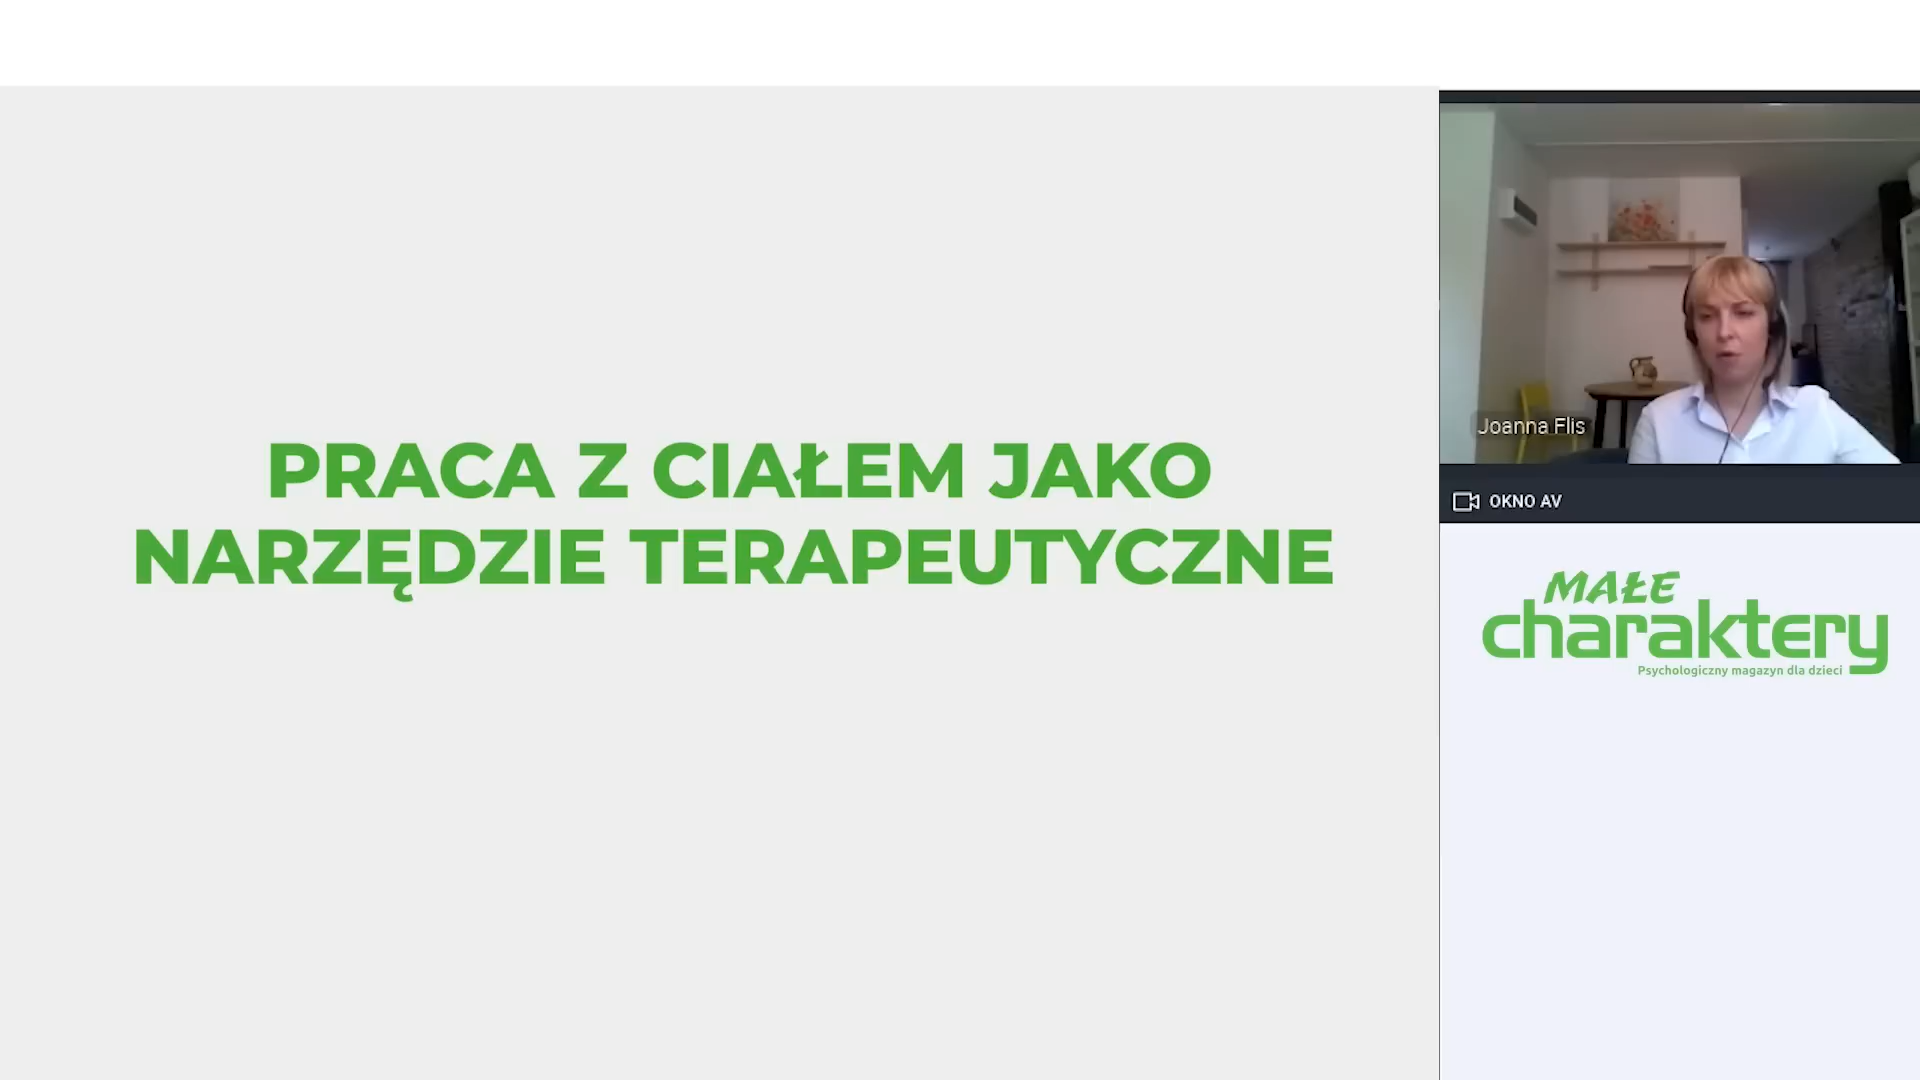 PRACA Z CIAŁEM JAKO
NARZĘDZIE TERAPEUTYCZNE
Joanna Flis
OKNO AV
MAŁE
charaktery
Psychologiczny magazyn dla dzieci